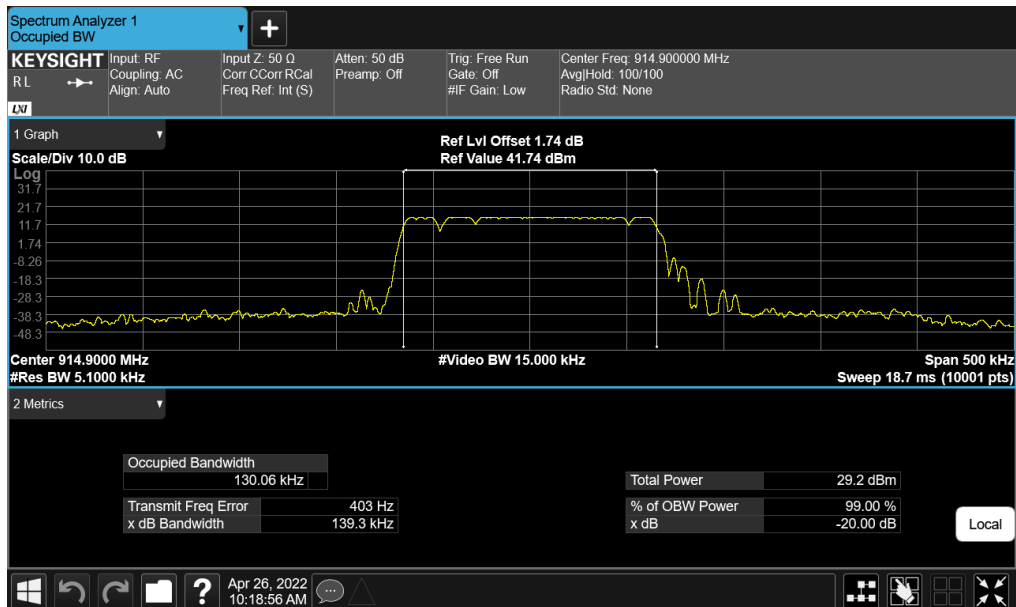 Spectrum Analyzer 1
Occupied BW
KEYSIGHT
R L
LXI
Input: RF
Coupling: AC
Align: Auto
Input Z: 50 Ω
Corr CCorr RCal
Freq Ref: Int (S)
Atten: 50 dB
Preamp: Off
Trig: Free Run
Gate: Off
#IF Gain: Low
Center Freq: 914.900000 MHz
Avg|Hold: 100/100
Radio Std: None
1 Graph
Scale/Div 10.0 dB
Ref Lvl Offset 1.74 dB
Ref Value 41.74 dBm
Log
31.7
21.7
11.7
1.74
-8.26
-18.3
-28.3
-38.3
-48.3
Center 914.9000 MHz
#Res BW 5.1000 kHz
#Video BW 15.000 kHz
Span 500 kHz
Sweep 18.7 ms (10001 pts)
2 Metrics
Occupied Bandwidth
130.06 kHz
Transmit Freq Error 403 Hz
x dB Bandwidth 139.3 kHz
Total Power 29.2 dBm
% of OBW Power 99.00 %
x dB -20.00 dB
Local
?
Apr 26, 2022
10:18:56 AM